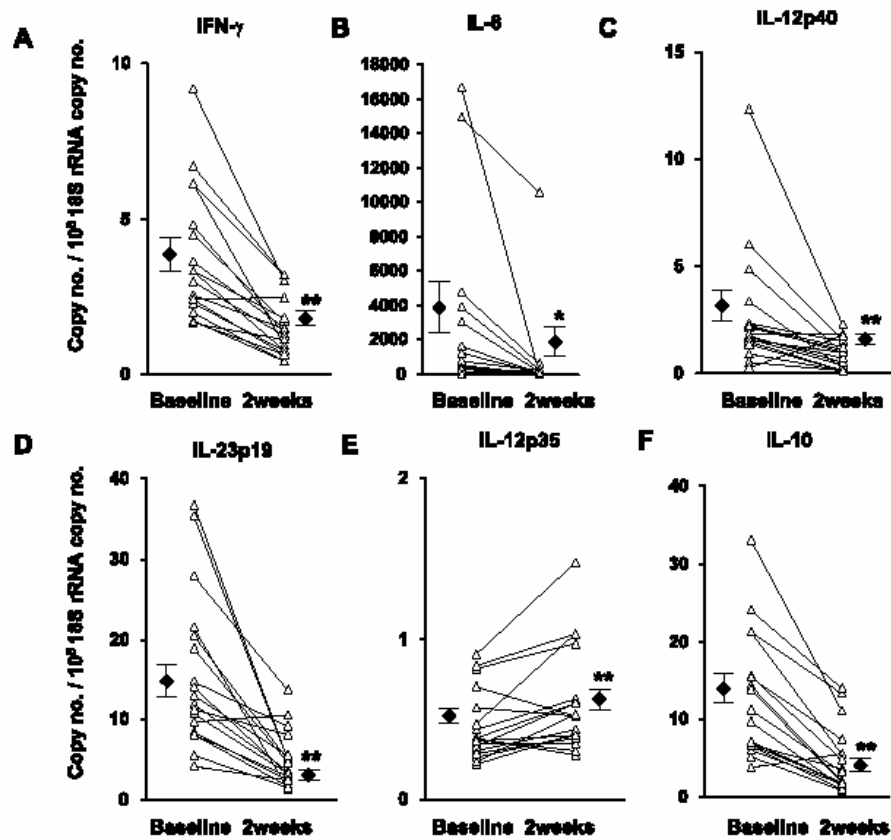 A
IFN-γ
Copy no. / 10⁶ 18S rRNA copy no.
10
5
0
**
Baseline 2weeks
B
IL-6
18000
16000
14000
12000
10000
8000
6000
4000
2000
0
*
Baseline 2weeks
C
IL-12p40
15
10
5
0
**
Baseline 2weeks
D
IL-23p19
Copy no. / 10⁶ 18S rRNA copy no.
40
30
20
10
0
**
Baseline 2weeks
E
IL-12p35
2
1
0
**
Baseline 2weeks
F
IL-10
40
30
20
10
0
**
Baseline 2weeks